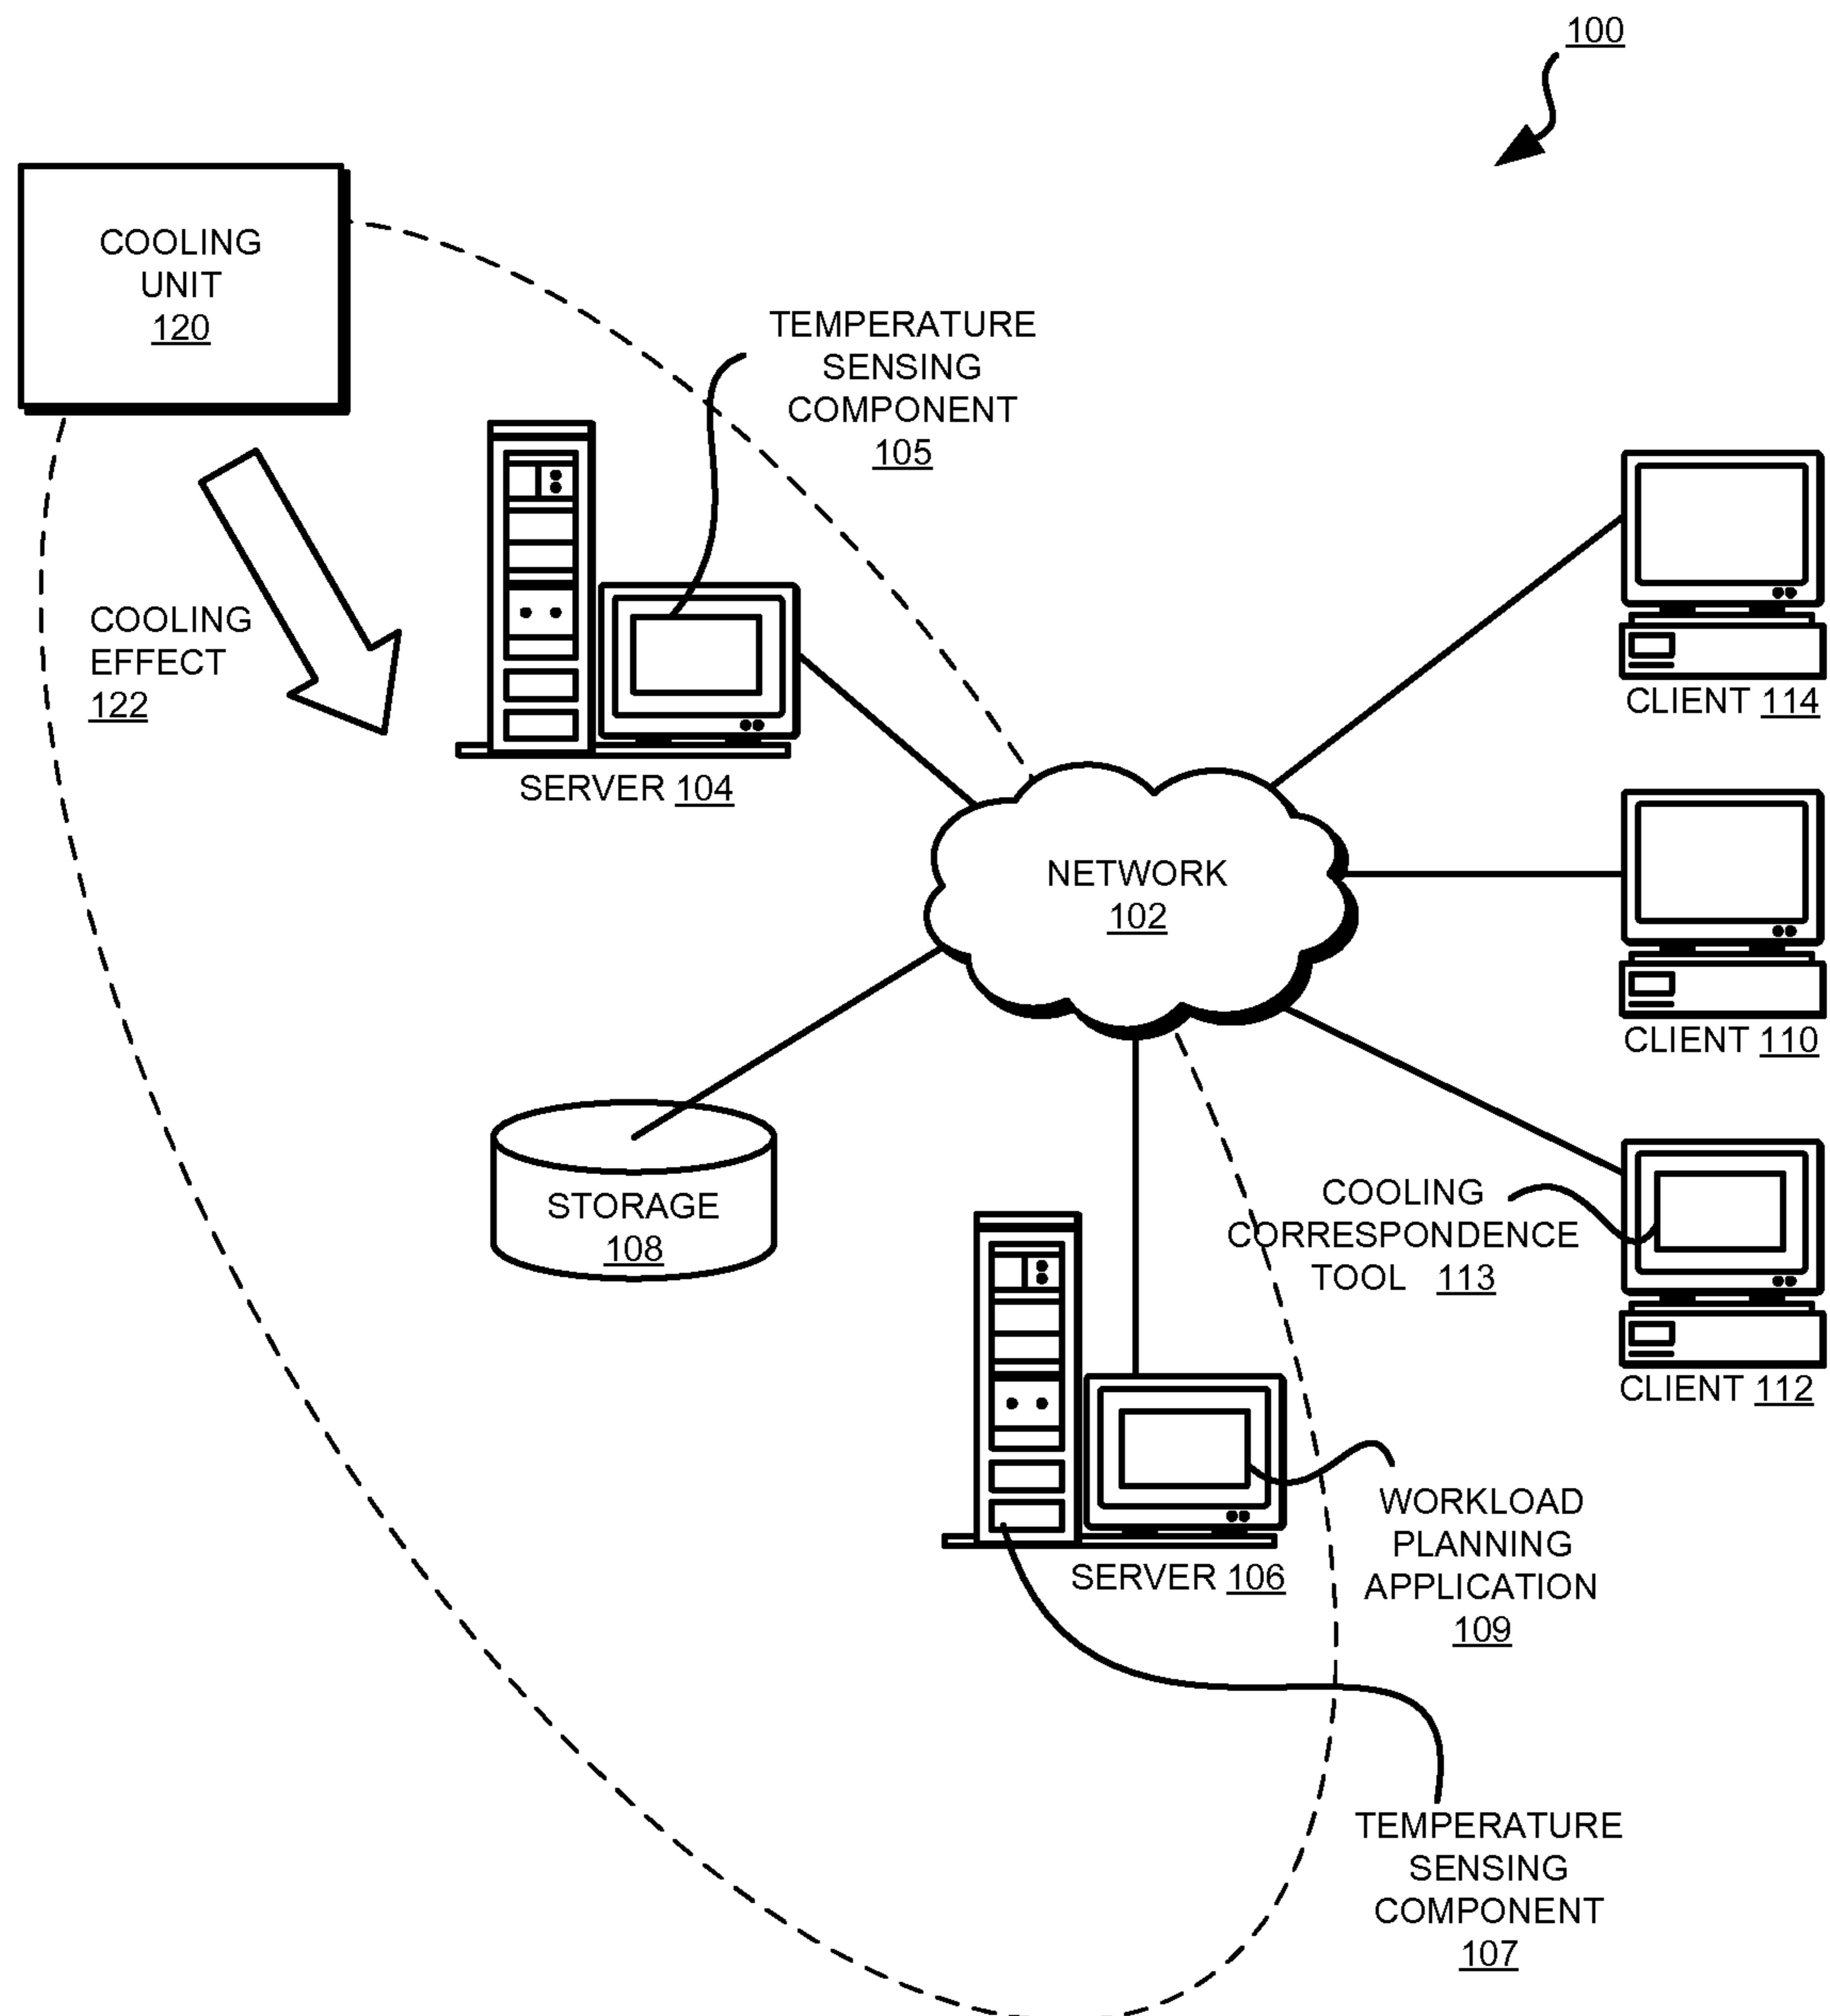 100
COOLING
UNIT
120
TEMPERATURE
SENSING
COMPONENT
105
COOLING
EFFECT
122
SERVER 104
CLIENT 114
NETWORK
102
CLIENT 110
STORAGE
108
COOLING
CORRESPONDENCE
TOOL 113
CLIENT 112
WORKLOAD
PLANNING
APPLICATION
109
SERVER 106
TEMPERATURE
SENSING
COMPONENT
107